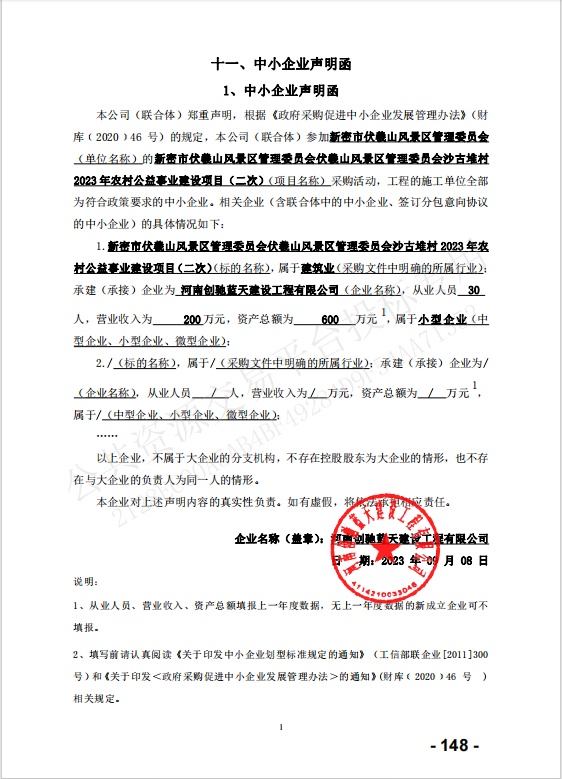 十一、中小企业声明函
1、中小企业声明函
本公司（联合体）郑重声明，根据《政府采购促进中小企业发展管理办法》（财
库﹝2020﹞46 号）的规定，本公司（联合体）参加新密市伏羲山风景区管理委员会
（单位名称）的新密市伏羲山风景区管理委员会伏羲山风景区管理委员会沙古堆村
2023 年农村公益事业建设项目（二次）（项目名称）采购活动，工程的施工单位全部
为符合政策要求的中小企业。相关企业（含联合体中的中小企业、签订分包意向协议
的中小企业）的具体情况如下：
1.新密市伏羲山风景区管理委员会伏羲山风景区管理委员会沙古堆村 2023 年农
村公益事业建设项目（二次）（标的名称），属于建筑业（采购文件中明确的所属行业）；
承建（承接）企业为 河南创驰蓝天建设工程有限公司（企业名称），从业人员 30
人，营业收入为 200 万元，资产总额为 600 万元1，属于小型企业（中
型企业、小型企业、微型企业）；
2./（标的名称），属于/（采购文件中明确的所属行业）；承建（承接）企业为/
（企业名称），从业人员 / 人，营业收入为 / 万元，资产总额为 / 万元1，
属于/（中型企业、小型企业、微型企业）；
……
以上企业，不属于大企业的分支机构，不存在控股股东为大企业的情形，也不存
在与大企业的负责人为同一人的情形。
本企业对上述声明内容的真实性负责。如有虚假，将依法承担相应责任。
企业名称（盖章）：河南创驰蓝天建设工程有限公司
日 期：2023 年 09 月 08 日
4114210033048
说明：
1、从业人员、营业收入、资产总额填报上一年度数据，无上一年度数据的新成立企业可不
填报。
2、填写前请认真阅读《关于印发中小企业划型标准规定的通知》（工信部联企业[2011]300
号）和《关于印发＜政府采购促进中小企业发展管理办法＞的通知》（财库﹝2020﹞46 号 ）
相关规定。
1
- 148 -